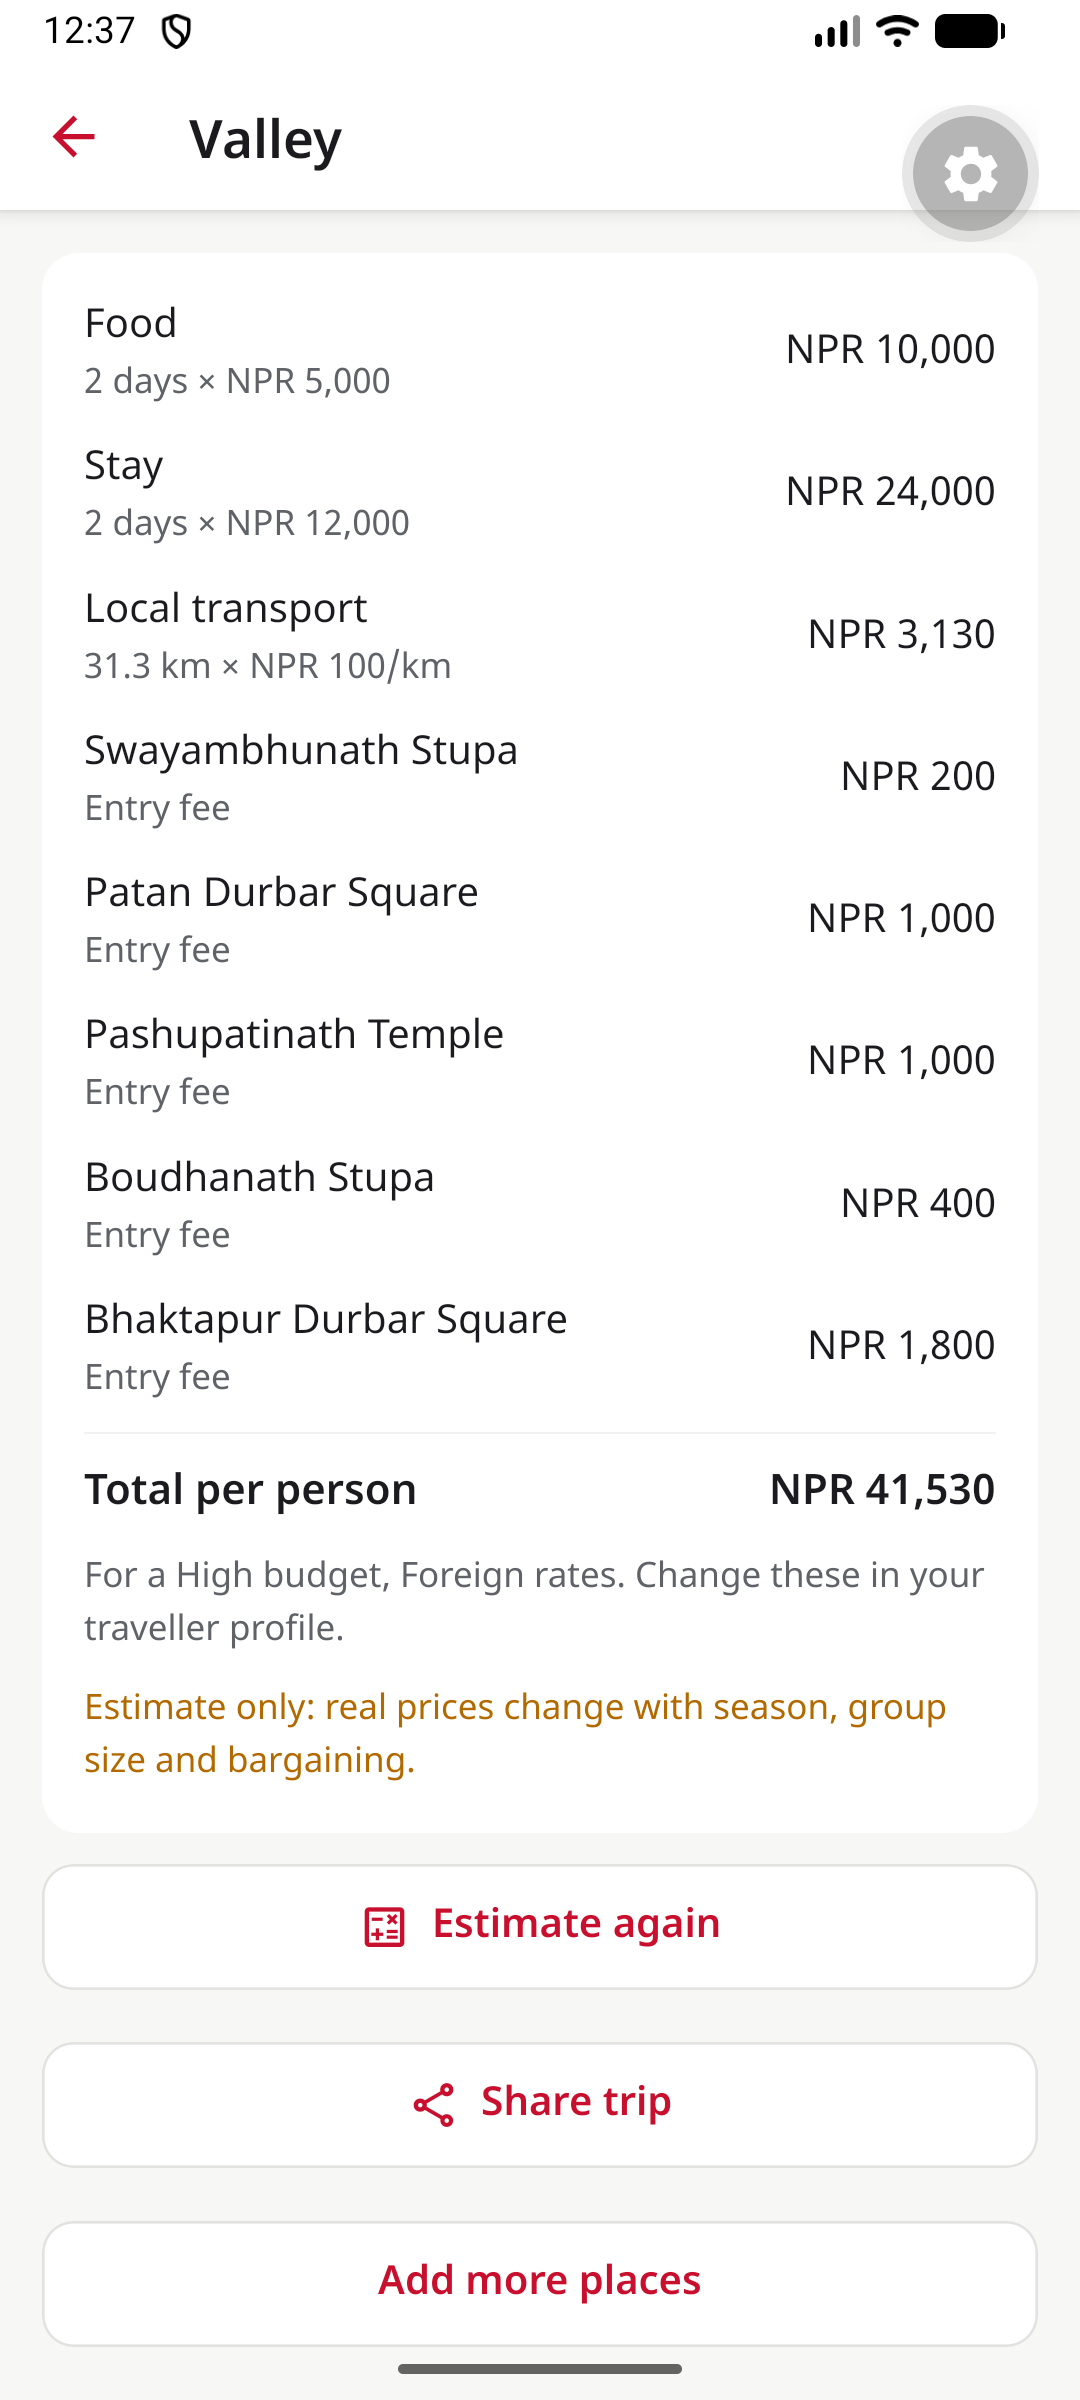 12:37
Valley
Food
2 days × NPR 5,000
NPR 10,000
Stay
2 days × NPR 12,000
NPR 24,000
Local transport
31.3 km × NPR 100/km
NPR 3,130
Swayambhunath Stupa
Entry fee
NPR 200
Patan Durbar Square
Entry fee
NPR 1,000
Pashupatinath Temple
Entry fee
NPR 1,000
Boudhanath Stupa
Entry fee
NPR 400
Bhaktapur Durbar Square
Entry fee
NPR 1,800
Total per person
NPR 41,530
For a High budget, Foreign rates. Change these in your
traveller profile.
Estimate only: real prices change with season, group
size and bargaining.
Estimate again
Share trip
Add more places